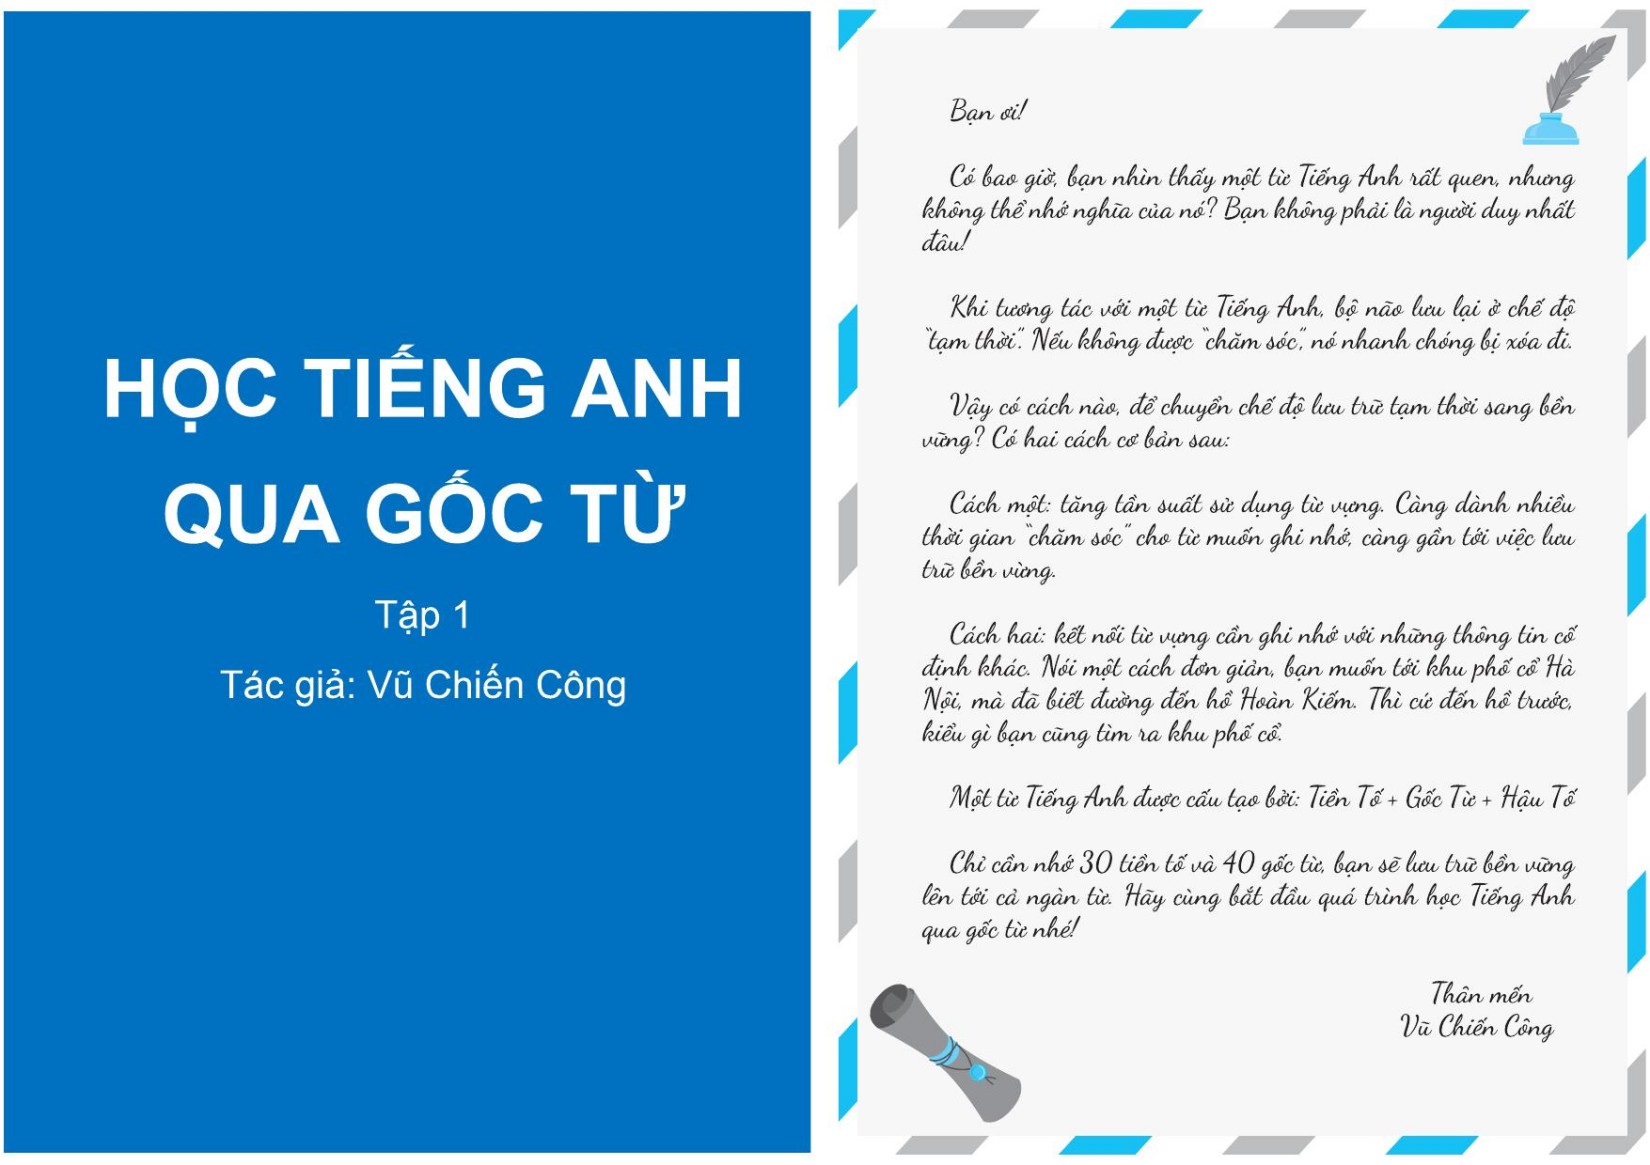 HỌC TIẾNG ANH
QUA GỐC TỪ
Tập 1
Tác giả: Vũ Chiến Công
Bạn ơi!
Có bao giờ, bạn nhìn thấy một từ Tiếng Anh rất quen, nhưng
không thể nhớ nghĩa của nó? Bạn không phải là người duy nhất
đâu!
Khi tương tác với một từ Tiếng Anh, bộ não lưu lại ở chế độ
“tạm thời”. Nếu không được “chăm sóc”, nó nhanh chóng bị xóa đi.
Vậy có cách nào, để chuyển chế độ lưu trữ tạm thời sang bền
vững? Có hai cách cơ bản sau:
Cách một: tăng tần suất sử dụng từ vựng. Càng dành nhiều
thời gian “chăm sóc” cho từ muốn ghi nhớ, càng gần tới việc lưu
trữ bền vững.
Cách hai: kết nối từ vựng cần ghi nhớ với những thông tin cố
định khác. Nói một cách đơn giản, bạn muốn tới khu phố cổ Hà
Nội, mà đã biết đường đến hồ Hoàn Kiếm. Thì cứ đến hồ trước,
kiểu gì bạn cũng tìm ra khu phố cổ.
Một từ Tiếng Anh được cấu tạo bởi: Tiền Tố + Gốc Từ + Hậu Tố
Chỉ cần nhớ 30 tiền tố và 40 gốc từ, bạn sẽ lưu trữ bền vững
lên tới cả ngàn từ. Hãy cùng bắt đầu quá trình học Tiếng Anh
qua gốc từ nhé!
Thân mến
Vũ Chiến Công